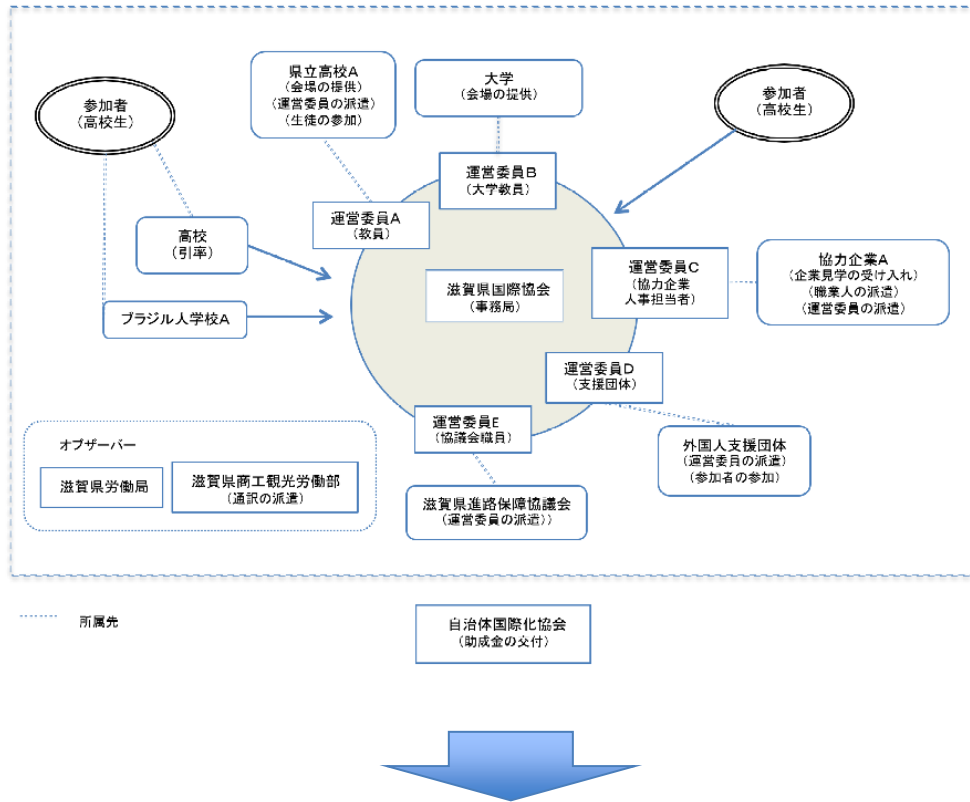 県立高校A
(会場の提供)
(運営委員の派遣)
(生徒の参加)
大学
(会場の提供)
参加者
(高校生)
参加者
(高校生)
運営委員B
(大学教員)
運営委員A
(教員)
高校
(引率)
運営委員C
(協力企業
人事担当者)
協力企業A
(企業見学の受け入れ)
(職業人の派遣)
(運営委員の派遣)
滋賀県国際協会
(事務局)
ブラジル人学校A
運営委員D
(支援団体)
運営委員E
(協議会職員)
外国人支援団体
(運営委員の派遣)
(参加者の参加)
オブザーバー
滋賀県労働局
滋賀県商工観光労働部
(通訳の派遣)
滋賀県進路保障協議会
(運営委員の派遣))
所属先
自治体国際化協会
(助成金の交付)